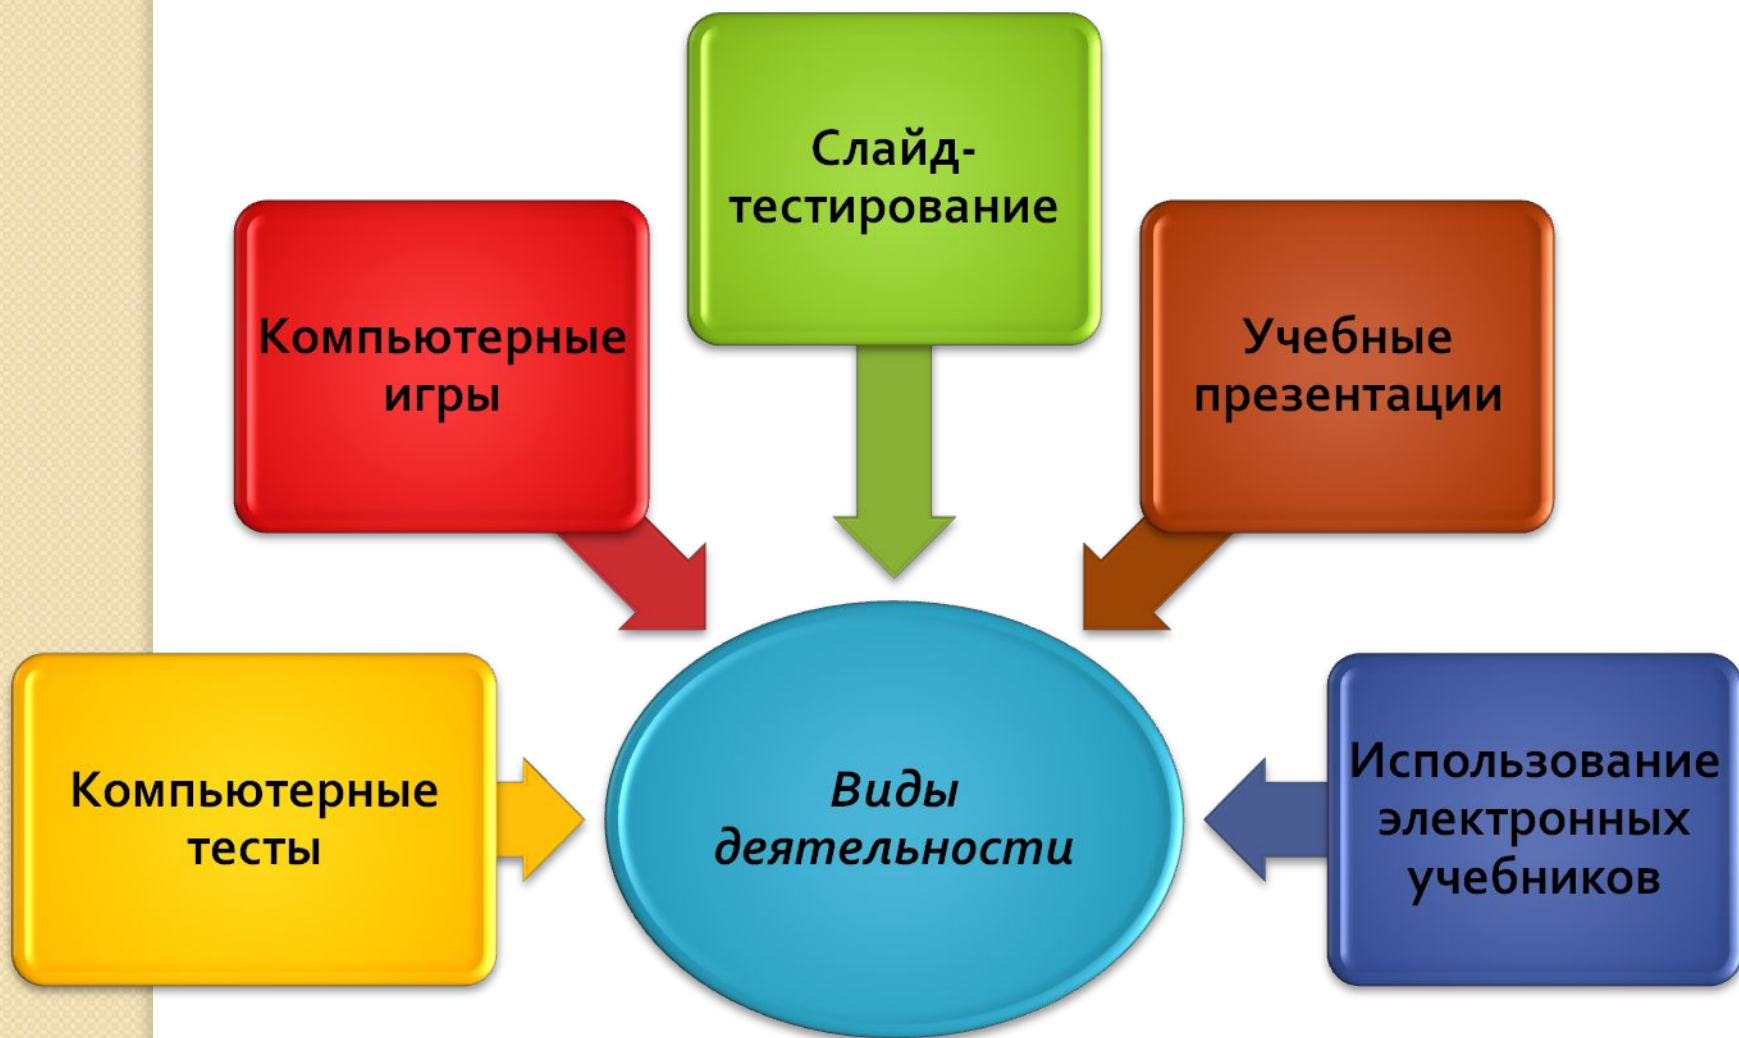 Слайд-
тестирование
Компьютерные
игры
Учебные
презентации
Компьютерные
тесты
Виды
деятельности
Использование
электронных
учебников